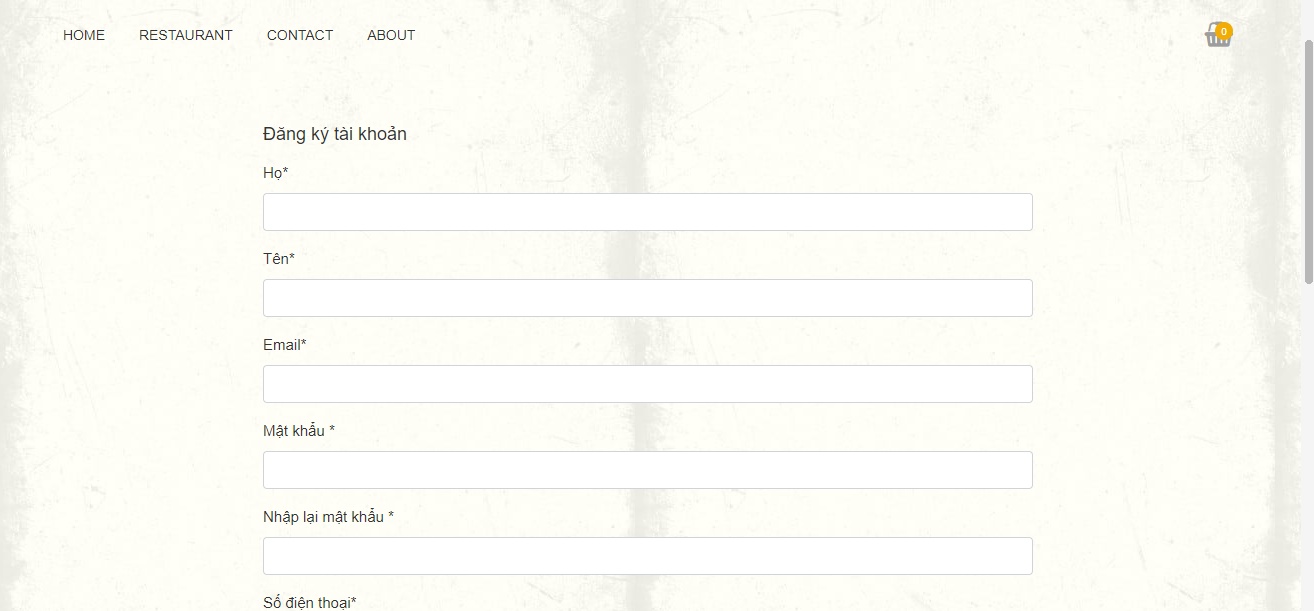 HOME RESTAURANT CONTACT ABOUT 0
Đăng ký tài khoản
Họ*
Tên*
Email*
Mật khẩu *
Nhập lại mật khẩu *
Số điện thoại*